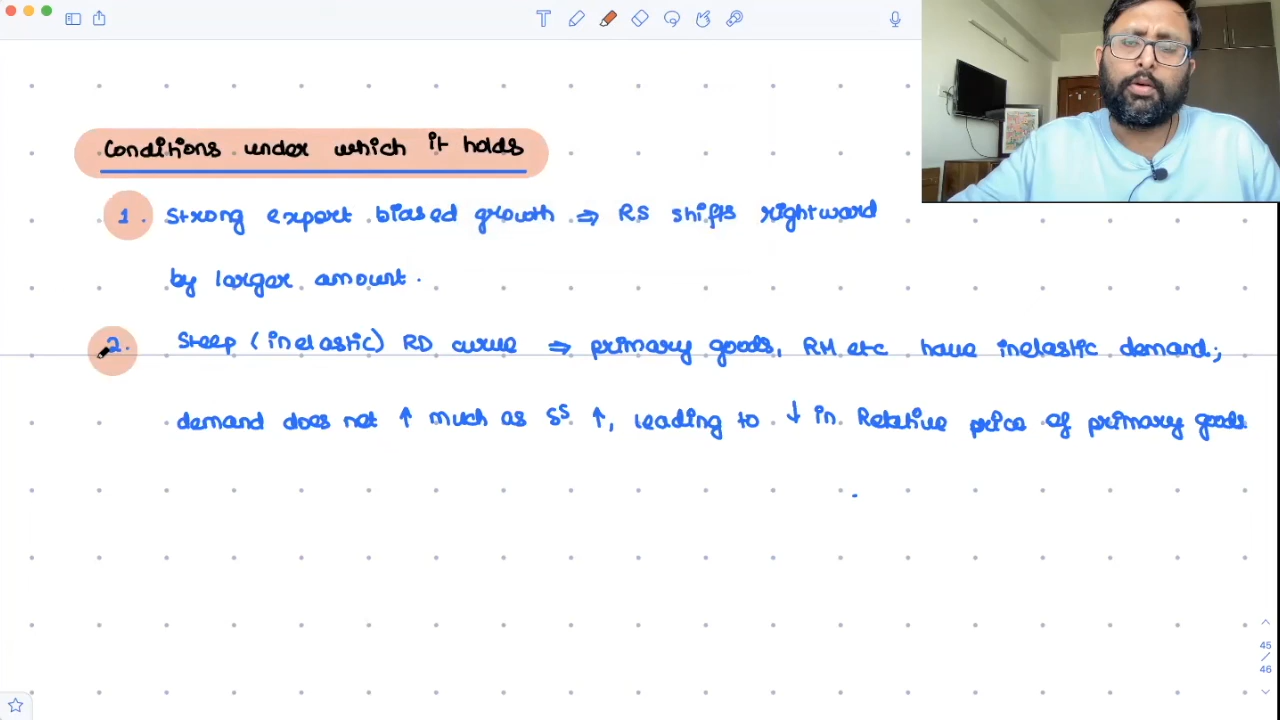 Conditions under which it holds
1. Strong export biased growth ⇒ RS shifts rightward
by larger amount.
2. Steep (inelastic) RD curve ⇒ primary goods, RM etc have inelastic demand;
demand does not ↑ much as SS ↑, leading to ↓ in Relative price of primary goods
45
/
46